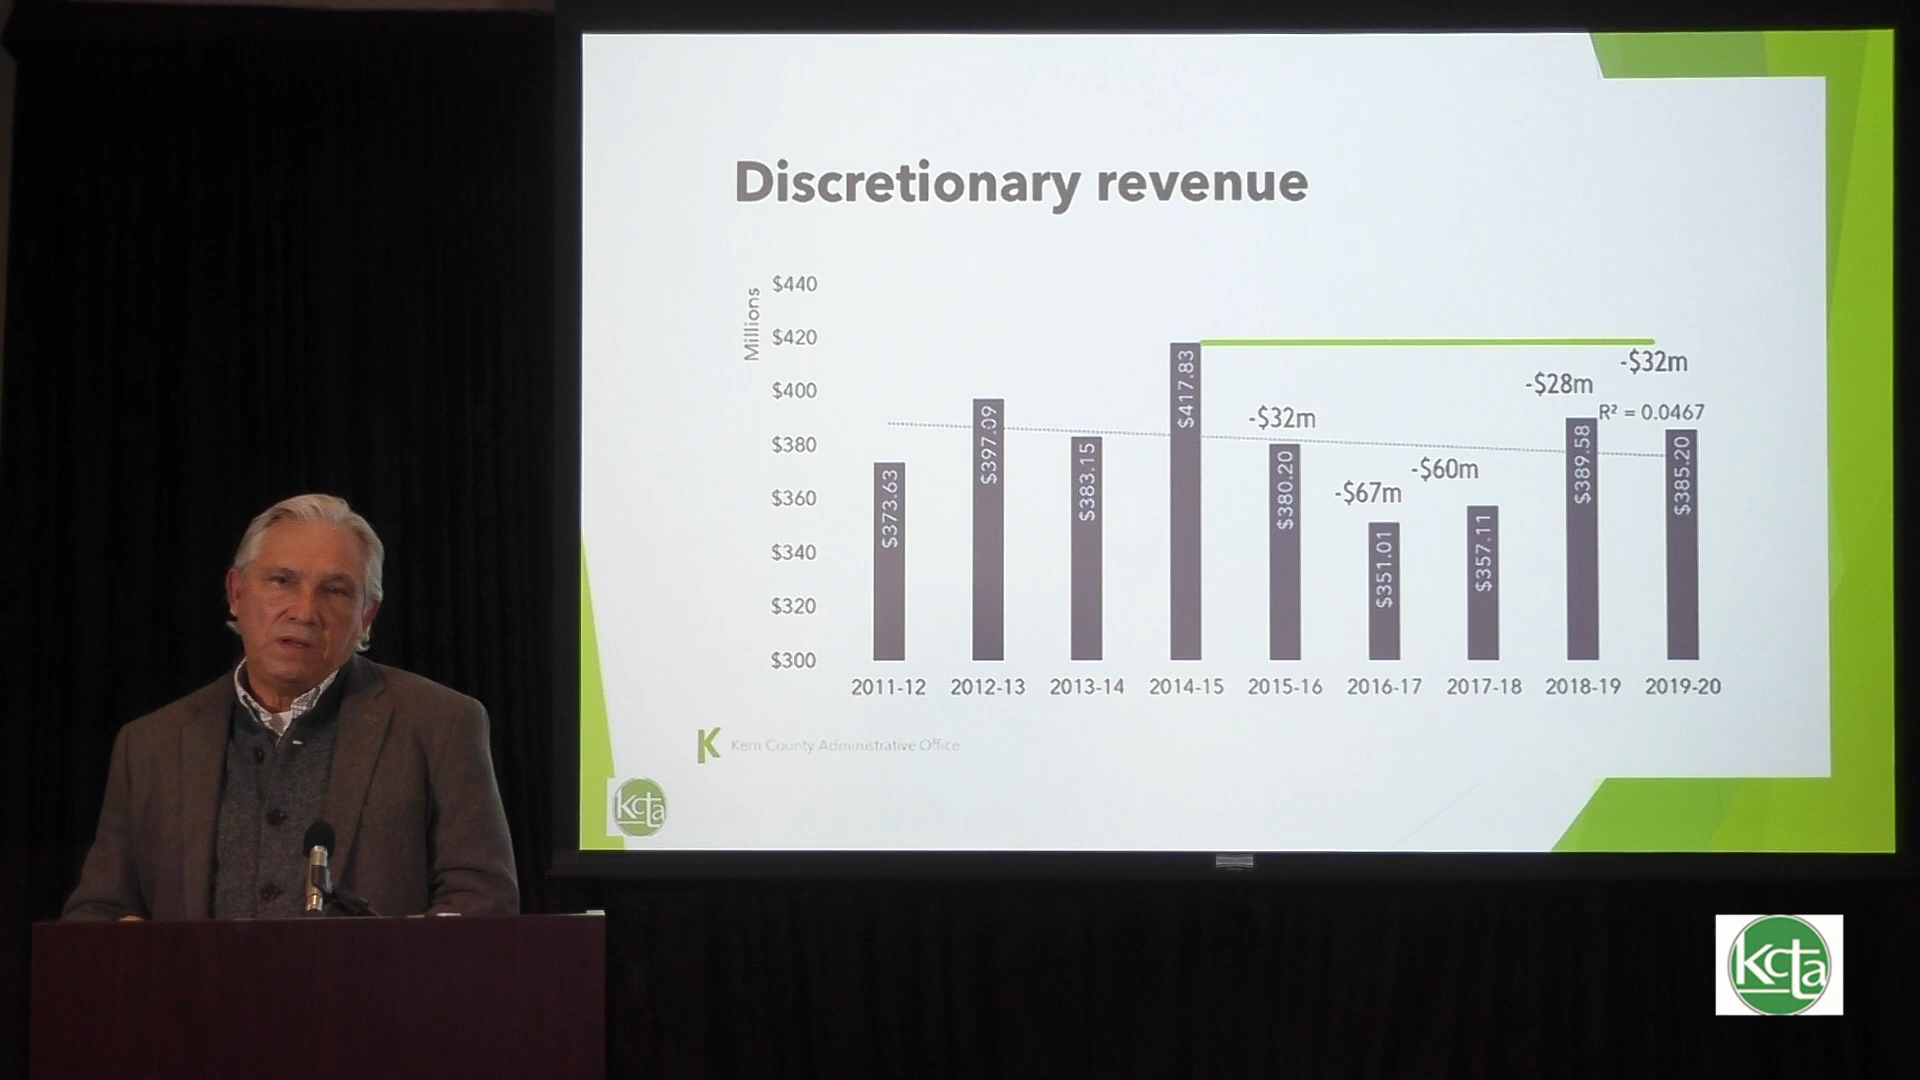 Discretionary revenue
Millions
$440
$420
$400
$380
$360
$340
$320
$300
$373.63
$397.09
$383.15
$417.83
$380.20
$351.01
$357.11
$389.58
$385.20
-$32m
-$67m
-$60m
-$28m
-$32m
R² = 0.0467
2011-12 2012-13 2013-14 2014-15 2015-16 2016-17 2017-18 2018-19 2019-20
K Kern County Administrative Office
kcta
kcta